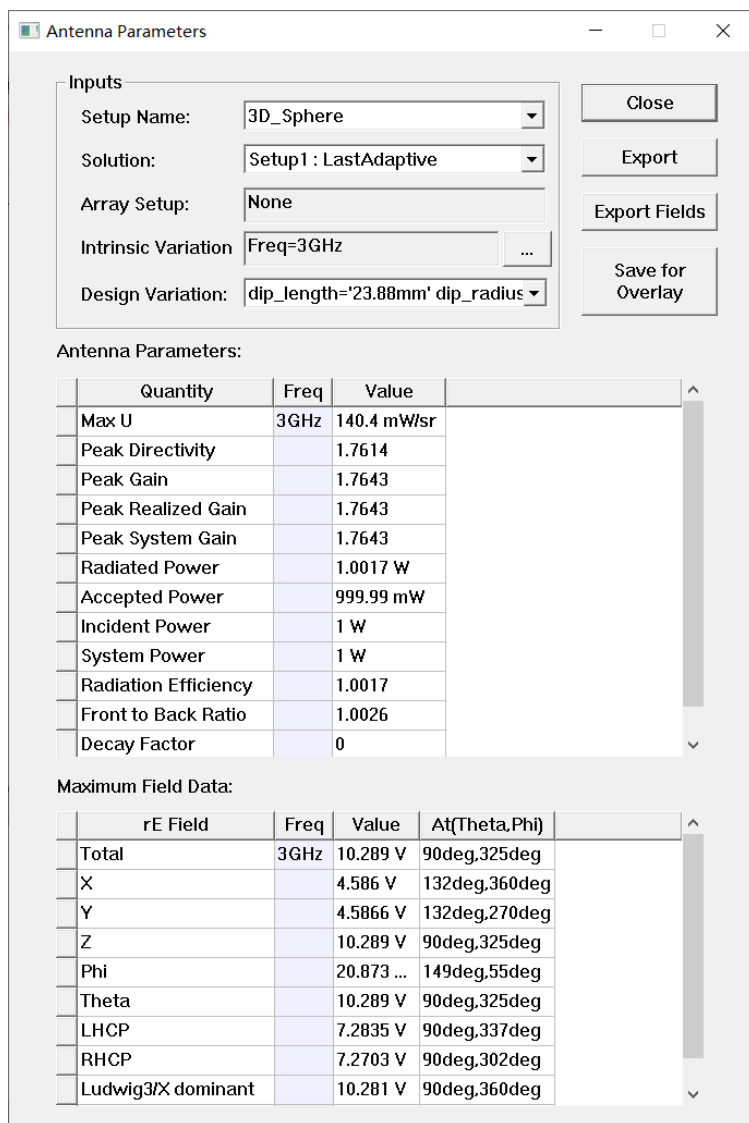 Antenna Parameters
Inputs
Setup Name: 3D_Sphere
Close
Solution: Setup1 : LastAdaptive
Export
Array Setup: None
Export Fields
Intrinsic Variation Freq=3GHz ...
Design Variation: dip_length='23.88mm' dip_radius
Save for
Overlay
Antenna Parameters:
Quantity Freq Value
Max U 3GHz 140.4 mW/sr
Peak Directivity 1.7614
Peak Gain 1.7643
Peak Realized Gain 1.7643
Peak System Gain 1.7643
Radiated Power 1.0017 W
Accepted Power 999.99 mW
Incident Power 1 W
System Power 1 W
Radiation Efficiency 1.0017
Front to Back Ratio 1.0026
Decay Factor 0
Maximum Field Data:
rE Field Freq Value At(Theta,Phi)
Total 3GHz 10.289 V 90deg,325deg
X 4.586 V 132deg,360deg
Y 4.5866 V 132deg,270deg
Z 10.289 V 90deg,325deg
Phi 20.873 ... 149deg,55deg
Theta 10.289 V 90deg,325deg
LHCP 7.2835 V 90deg,337deg
RHCP 7.2703 V 90deg,302deg
Ludwig3/X dominant 10.281 V 90deg,360deg